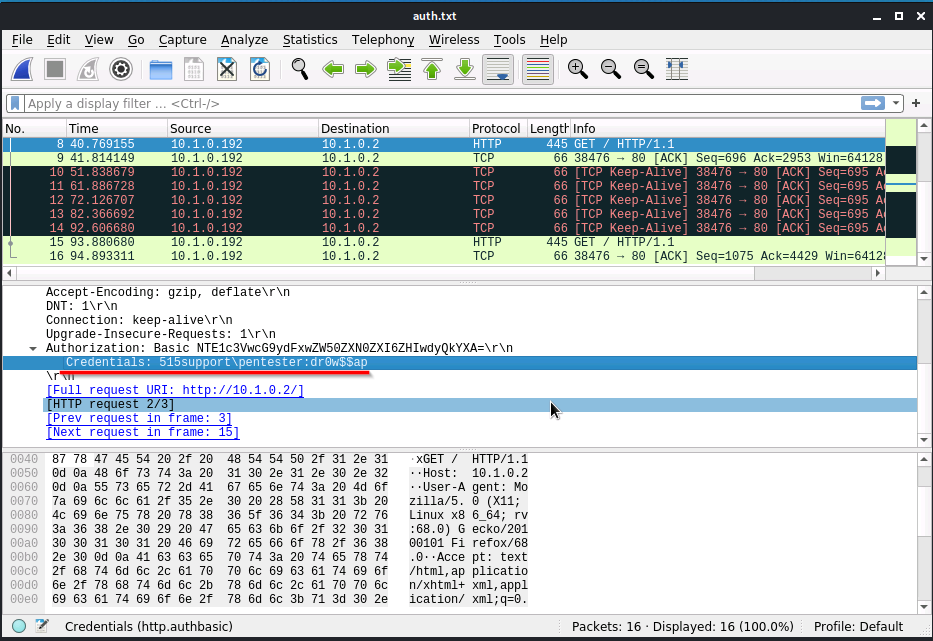 auth.txt
File Edit View Go Capture Analyze Statistics Telephony Wireless Tools Help
Apply a display filter … <Ctrl-/>
No. Time Source Destination Protocol Length Info
8 40.769155 10.1.0.192 10.1.0.2 HTTP 445 GET / HTTP/1.1
9 41.814149 10.1.0.192 10.1.0.2 TCP 66 38476 → 80 [ACK] Seq=696 Ack=2953 Win=64128
10 51.838679 10.1.0.192 10.1.0.2 TCP 66 [TCP Keep-Alive] 38476 → 80 [ACK] Seq=695 A
11 61.886728 10.1.0.192 10.1.0.2 TCP 66 [TCP Keep-Alive] 38476 → 80 [ACK] Seq=695 A
12 72.126707 10.1.0.192 10.1.0.2 TCP 66 [TCP Keep-Alive] 38476 → 80 [ACK] Seq=695 A
13 82.366692 10.1.0.192 10.1.0.2 TCP 66 [TCP Keep-Alive] 38476 → 80 [ACK] Seq=695 A
14 92.606680 10.1.0.192 10.1.0.2 TCP 66 [TCP Keep-Alive] 38476 → 80 [ACK] Seq=695 A
15 93.880680 10.1.0.192 10.1.0.2 HTTP 445 GET / HTTP/1.1
16 94.893311 10.1.0.192 10.1.0.2 TCP 66 38476 → 80 [ACK] Seq=1075 Ack=4429 Win=64128
Accept-Encoding: gzip, deflate\r\n
DNT: 1\r\n
Connection: keep-alive\r\n
Upgrade-Insecure-Requests: 1\r\n
Authorization: Basic NTE1c3VwcG9ydFxwZW50ZXN0ZXI6ZHIwdyQkYXA=\r\n
Credentials: 515support\pentester:dr0w$$ap
\r\n
[Full request URI: http://10.1.0.2/]
[HTTP request 2/3]
[Prev request in frame: 3]
[Next request in frame: 15]
0040 87 78 47 45 54 20 2f 20 48 54 54 50 2f 31 2e 31 ·xGET / HTTP/1.1
0050 0d 0a 48 6f 73 74 3a 20 31 30 2e 31 2e 30 2e 32 ··Host: 10.1.0.2
0060 0d 0a 55 73 65 72 2d 41 67 65 6e 74 3a 20 4d 6f ··User-A gent: Mo
0070 7a 69 6c 6c 61 2f 35 2e 30 20 28 58 31 31 3b 20 zilla/5. 0 (X11;
0080 4c 69 6e 75 78 20 78 38 36 5f 36 34 3b 20 72 76 Linux x8 6_64; rv
0090 3a 36 38 2e 30 29 20 47 65 63 6b 6f 2f 32 30 31 :68.0) G ecko/201
00a0 30 30 31 30 31 20 46 69 72 65 66 6f 78 2f 36 38 00101 Fi refox/68
00b0 2e 30 0d 0a 41 63 63 65 70 74 3a 20 74 65 78 74 .0··Acce pt: text
00c0 2f 68 74 6d 6c 2c 61 70 70 6c 69 63 61 74 69 6f /html,ap plicatio
00d0 6e 2f 78 68 74 6d 6c 2b 78 6d 6c 2c 61 70 70 6c n/xhtml+ xml,appl
00e0 69 63 61 74 69 6f 6e 2f 78 6d 6c 3b 71 3d 30 2e ication/ xml;q=0.
Credentials (http.authbasic) Packets: 16 · Displayed: 16 (100.0%) Profile: Default